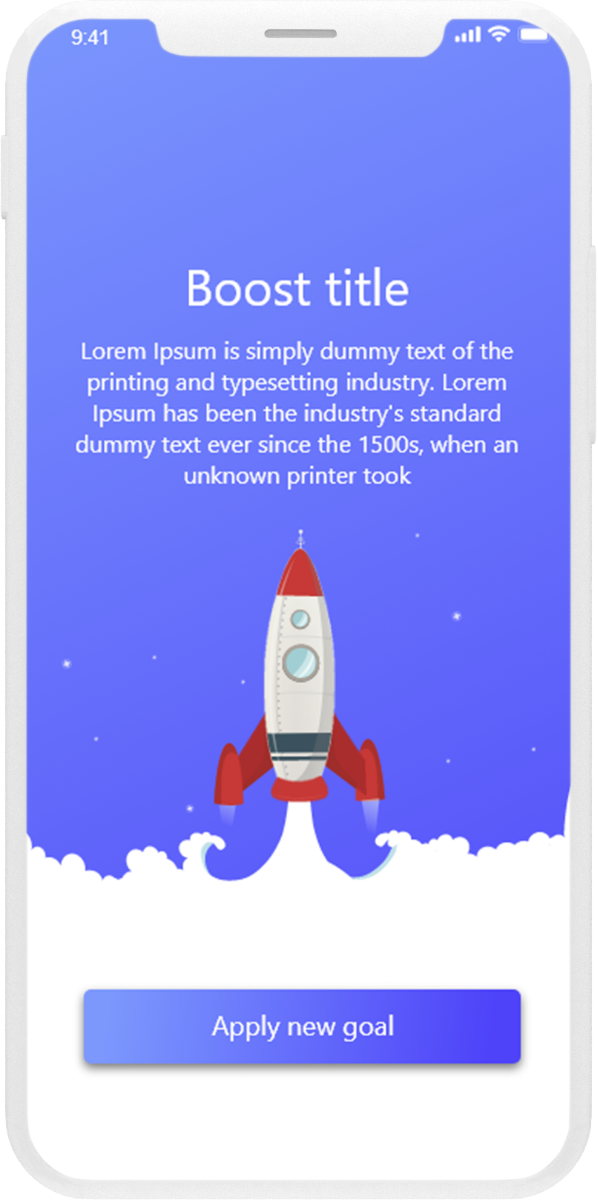 9:41
Boost title
Lorem Ipsum is simply dummy text of the
printing and typesetting industry. Lorem
Ipsum has been the industry's standard
dummy text ever since the 1500s, when an
unknown printer took
Apply new goal